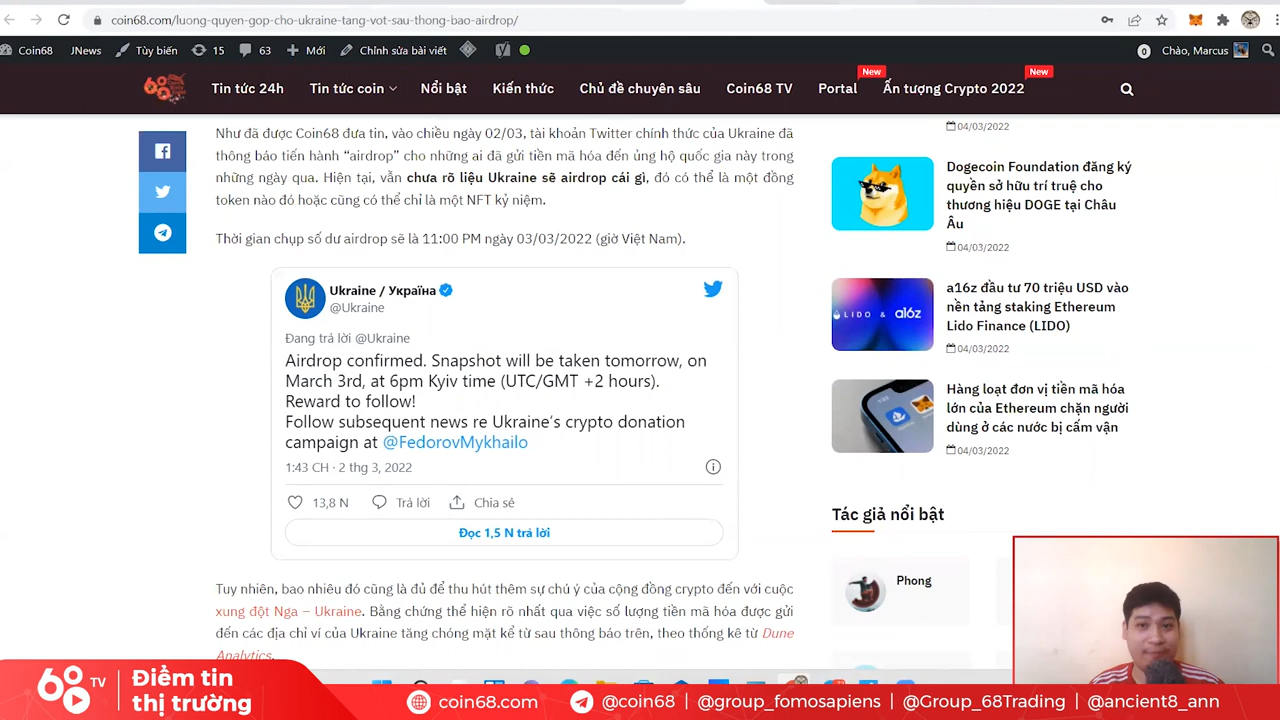 coin68.com/luong-quyen-gop-cho-ukraine-tang-vot-sau-thong-bao-airdrop/
Coin68 JNews Tùy biến 15 63 Mới Chỉnh sửa bài viết 0 Chào, Marcus
Tin tức 24h Tin tức coin Nổi bật Kiến thức Chủ đề chuyên sâu Coin68 TV Portal New Ấn tượng Crypto 2022 New
Như đã được Coin68 đưa tin, vào chiều ngày 02/03, tài khoản Twitter chính thức của Ukraine đã
thông báo tiến hành “airdrop” cho những ai đã gửi tiền mã hóa đến ủng hộ quốc gia này trong
những ngày qua. Hiện tại, vẫn chưa rõ liệu Ukraine sẽ airdrop cái gì, đó có thể là một đồng
token nào đó hoặc cũng có thể chỉ là một NFT kỷ niệm.
Thời gian chụp số dư airdrop sẽ là 11:00 PM ngày 03/03/2022 (giờ Việt Nam).
Ukraine / Україна
@Ukraine
Đang trả lời @Ukraine
Airdrop confirmed. Snapshot will be taken tomorrow, on
March 3rd, at 6pm Kyiv time (UTC/GMT +2 hours).
Reward to follow!
Follow subsequent news re Ukraine’s crypto donation
campaign at @FedorovMykhailo
1:43 CH · 2 thg 3, 2022
13,8 N Trả lời Chia sẻ
Đọc 1,5 N trả lời
Tuy nhiên, bao nhiêu đó cũng là đủ để thu hút thêm sự chú ý của cộng đồng crypto đến với cuộc
xung đột Nga – Ukraine. Bằng chứng thể hiện rõ nhất qua việc số lượng tiền mã hóa được gửi
đến các địa chỉ ví của Ukraine tăng chóng mặt kể từ sau thông báo trên, theo thống kê từ Dune
Analytics.
04/03/2022
Dogecoin Foundation đăng ký
quyền sở hữu trí truệ cho
thương hiệu DOGE tại Châu
Âu
04/03/2022
LIDO & a16z
a16z đầu tư 70 triệu USD vào
nền tảng staking Ethereum
Lido Finance (LIDO)
04/03/2022
Hàng loạt đơn vị tiền mã hóa
lớn của Ethereum chặn người
dùng ở các nước bị cấm vận
04/03/2022
Tác giả nổi bật
Phong
68 TV
Điểm tin
thị trường
coin68.com @coin68 | @group_fomosapiens | @Group_68Trading | @ancient8_ann